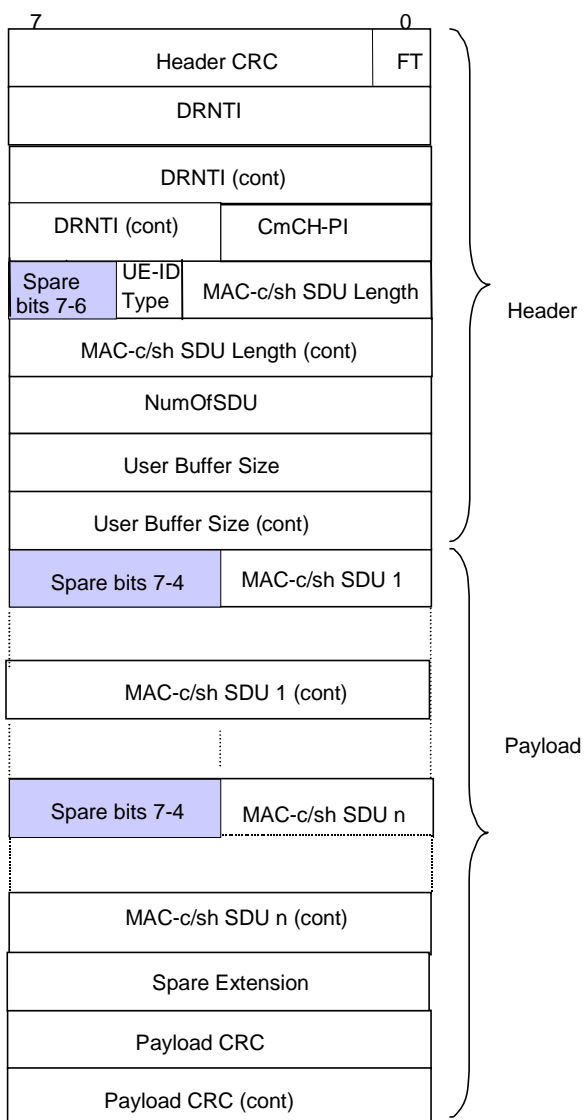 7 0
Header CRC FT
DRNTI
DRNTI (cont)
DRNTI (cont) CmCH-PI
Spare bits 7-6 UE-ID Type MAC-c/sh SDU Length
MAC-c/sh SDU Length (cont)
NumOfSDU
User Buffer Size
User Buffer Size (cont)
Header
Spare bits 7-4 MAC-c/sh SDU 1
MAC-c/sh SDU 1 (cont)
Payload
Spare bits 7-4 MAC-c/sh SDU n
MAC-c/sh SDU n (cont)
Spare Extension
Payload CRC
Payload CRC (cont)